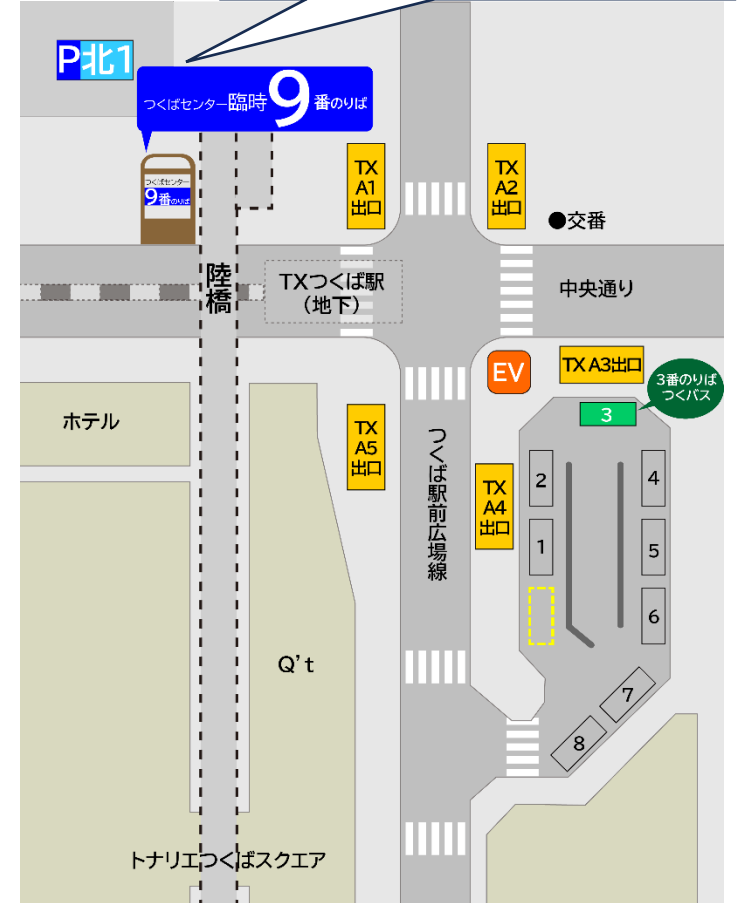 P北1
つくばセンター臨時9番のりば
つくばセンター
9番のりば
TX
A1
出口
TX
A2
出口
●交番
陸橋
TXつくば駅
（地下）
中央通り
EV
TX A3出口
3番のりば
つくバス
3
ホテル
TX
A5
出口
つくば駅前広場線
TX
A4
出口
2
4
1
5
6
Q't
7
8
トナリエつくばスクエア